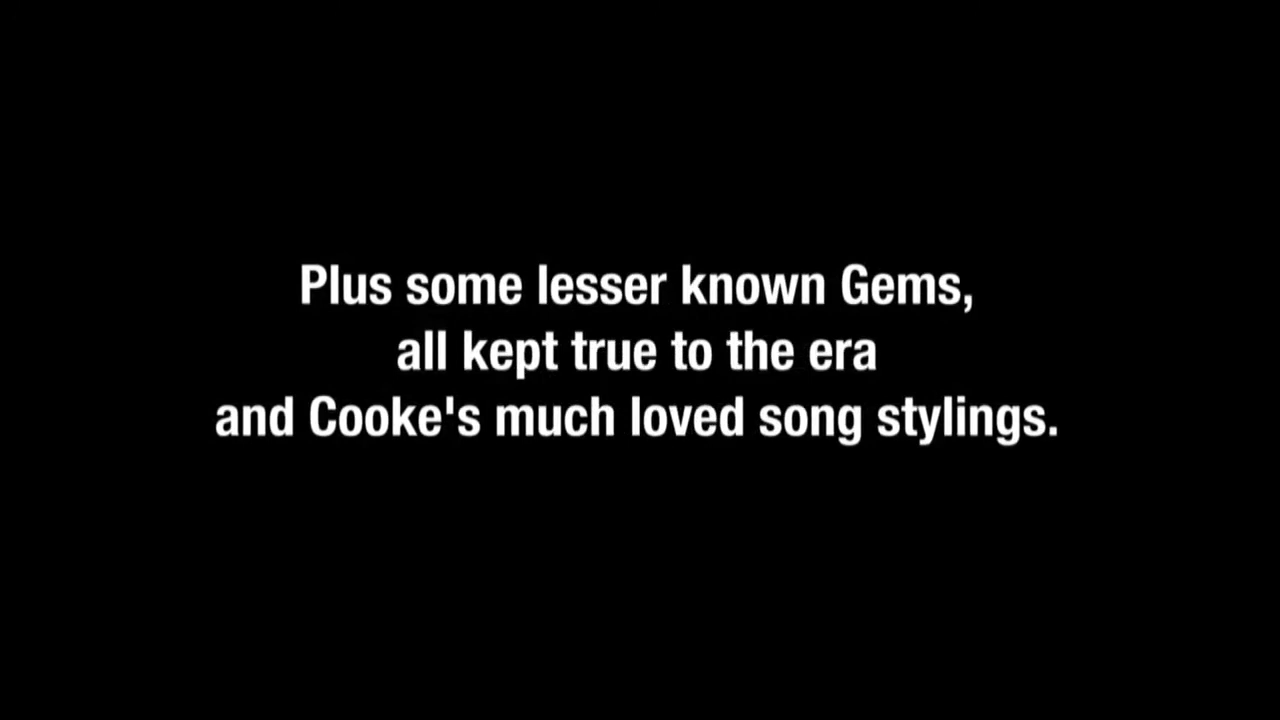 Plus some lesser known Gems,
all kept true to the era
and Cooke's much loved song stylings.